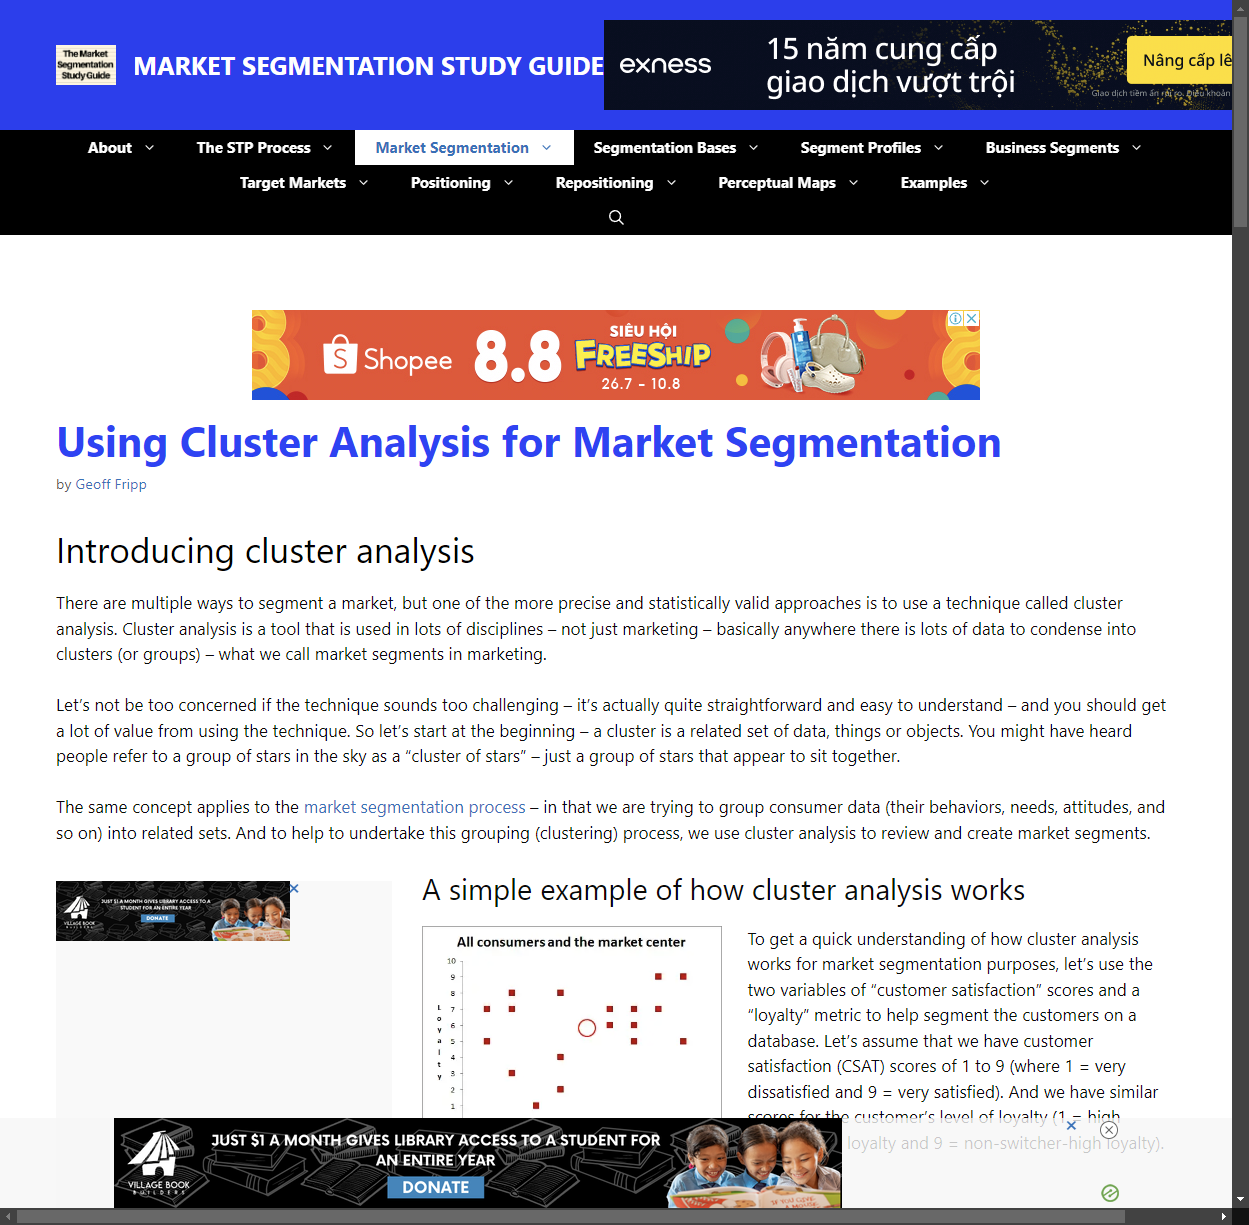 The Market
Segmentation
Study Guide
MARKET SEGMENTATION STUDY GUIDE
exness
15 năm cung cấp
giao dịch vượt trội
Nâng cấp lê
About
The STP Process
Market Segmentation
Segmentation Bases
Segment Profiles
Business Segments
Target Markets
Positioning
Repositioning
Perceptual Maps
Examples
Shopee
8.8
SIÊU HỘI
FREESHIP
26.7 - 10.8
Using Cluster Analysis for Market Segmentation
by Geoff Fripp
Introducing cluster analysis
There are multiple ways to segment a market, but one of the more precise and statistically valid approaches is to use a technique called cluster
analysis. Cluster analysis is a tool that is used in lots of disciplines – not just marketing – basically anywhere there is lots of data to condense into
clusters (or groups) – what we call market segments in marketing.
Let’s not be too concerned if the technique sounds too challenging – it’s actually quite straightforward and easy to understand – and you should get
a lot of value from using the technique. So let’s start at the beginning – a cluster is a related set of data, things or objects. You might have heard
people refer to a group of stars in the sky as a “cluster of stars” – just a group of stars that appear to sit together.
The same concept applies to the market segmentation process – in that we are trying to group consumer data (their behaviors, needs, attitudes, and
so on) into related sets. And to help to undertake this grouping (clustering) process, we use cluster analysis to review and create market segments.
JUST $1 A MONTH GIVES LIBRARY ACCESS TO A
STUDENT FOR AN ENTIRE YEAR
DONATE
VILLAGE BOOK
BUILDERS
A simple example of how cluster analysis works
All consumers and the market center
Loyalty
10
9
8
7
6
5
4
3
2
1
To get a quick understanding of how cluster analysis
works for market segmentation purposes, let’s use the
two variables of “customer satisfaction” scores and a
“loyalty” metric to help segment the customers on a
database. Let’s assume that we have customer
satisfaction (CSAT) scores of 1 to 9 (where 1 = very
dissatisfied and 9 = very satisfied). And we have similar
scores for the customer’s level of loyalty (1 = high
loyalty and 9 = non-switcher-high loyalty).
VILLAGE BOOK
BUILDERS
JUST $1 A MONTH GIVES LIBRARY ACCESS TO A STUDENT FOR
AN ENTIRE YEAR
DONATE